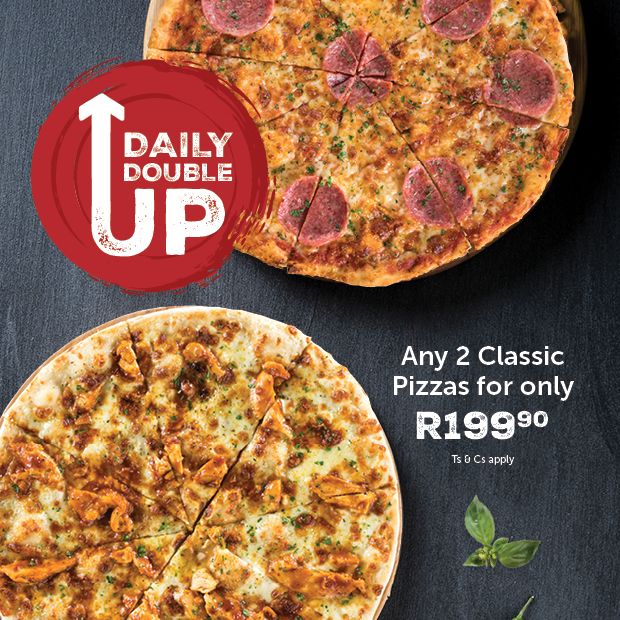 DAILY
DOUBLE
UP
Any 2 Classic
Pizzas for only
R199⁹⁰
Ts & Cs apply